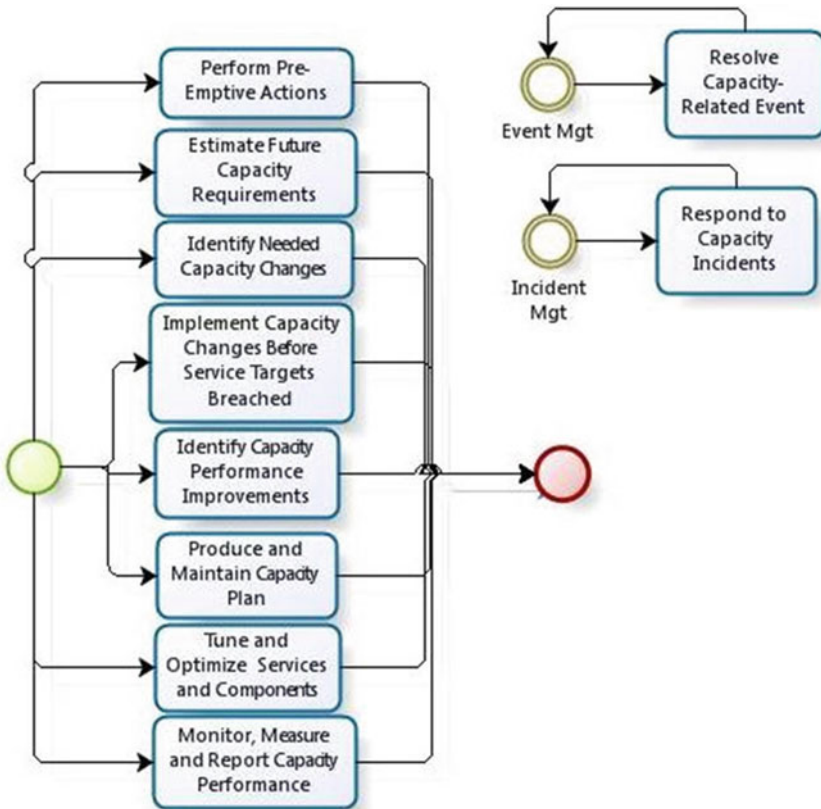 Perform Pre-
Emptive Actions
Estimate Future
Capacity
Requirements
Identify Needed
Capacity Changes
Implement Capacity
Changes Before
Service Targets
Breached
Identify Capacity
Performance
Improvements
Produce and
Maintain Capacity
Plan
Tune and
Optimize Services
and Components
Monitor, Measure
and Report Capacity
Performance
Event Mgt
Resolve
Capacity-
Related Event
Incident
Mgt
Respond to
Capacity
Incidents